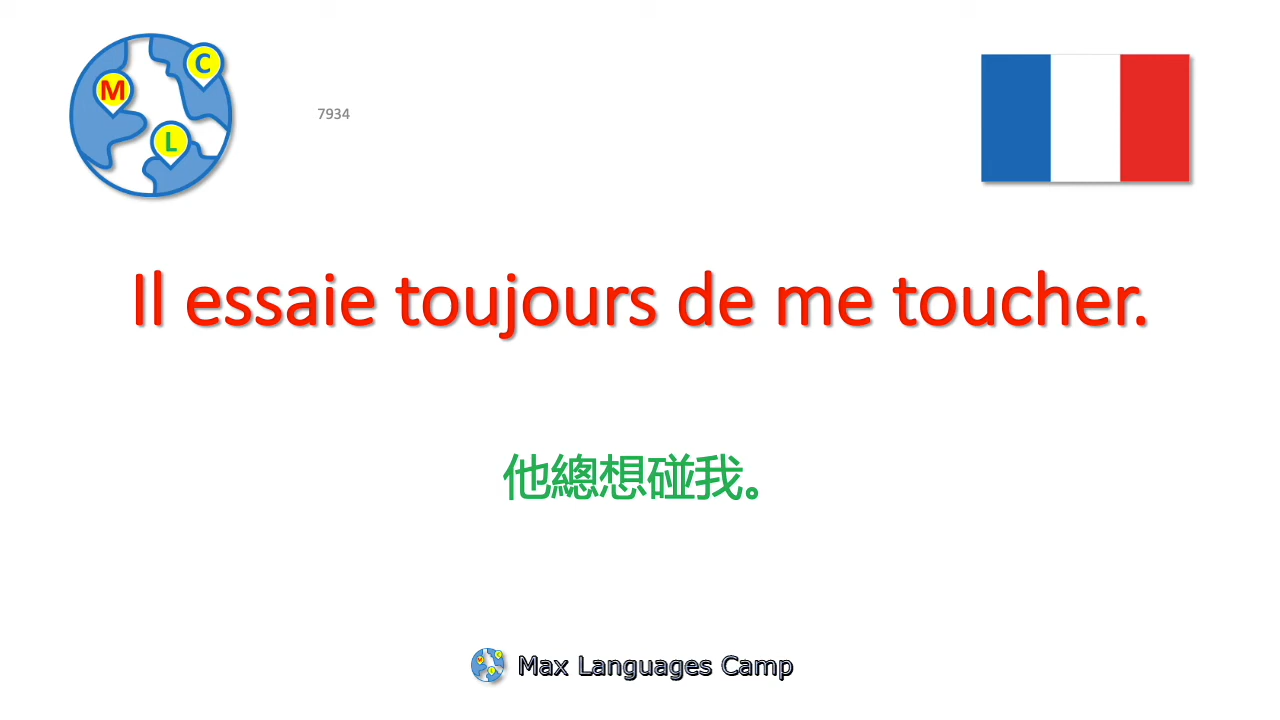 C
M
7934
L
Il essaie toujours de me toucher.
他總想碰我。
Max Languages Camp